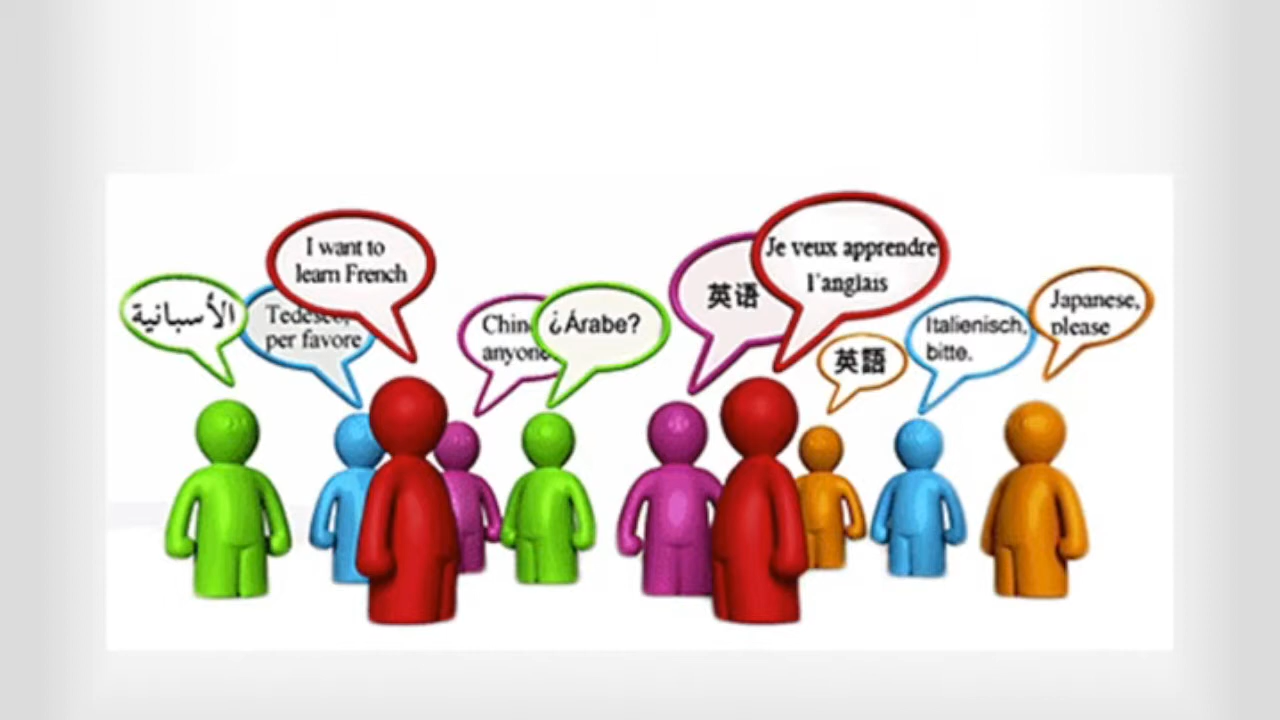 الأسبانية
Tedesco,
per favore
I want to
learn French
anyone
¿Árabe?
英语
Je veux apprendre
l'anglais
英語
Italienisch,
bitte.
Japanese,
please